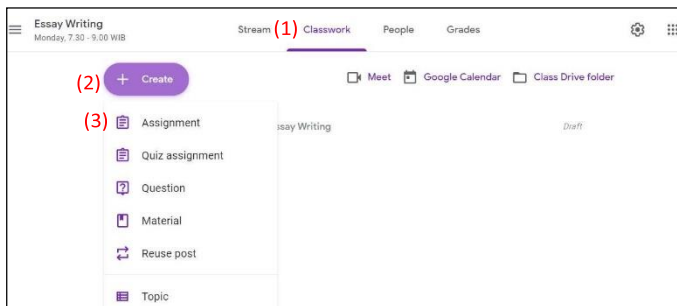 Essay Writing
Monday, 7.30 - 9.00 WIB
Stream (1) Classwork People Grades
(2) + Create
Meet Google Calendar Class Drive folder
(3) Assignment
ssay Writing Draft
Quiz assignment
Question
Material
Reuse post
Topic